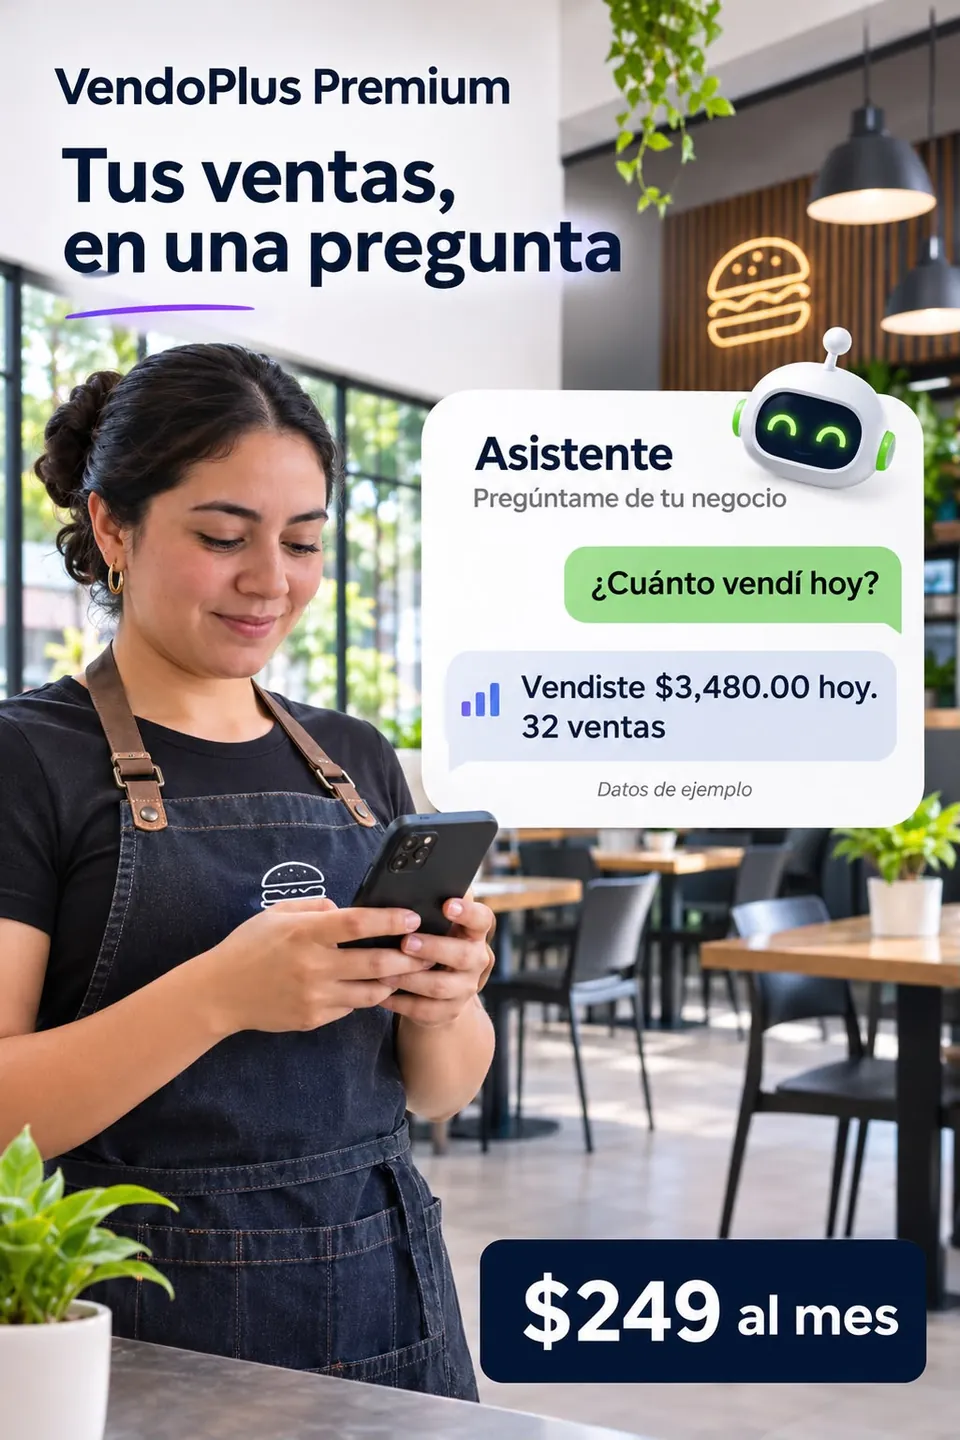 VendoPlus Premium
Tus ventas,
en una pregunta
Asistente
Pregúntame de tu negocio
¿Cuánto vendí hoy?
Vendiste $3,480.00 hoy.
32 ventas
Datos de ejemplo
$249 al mes